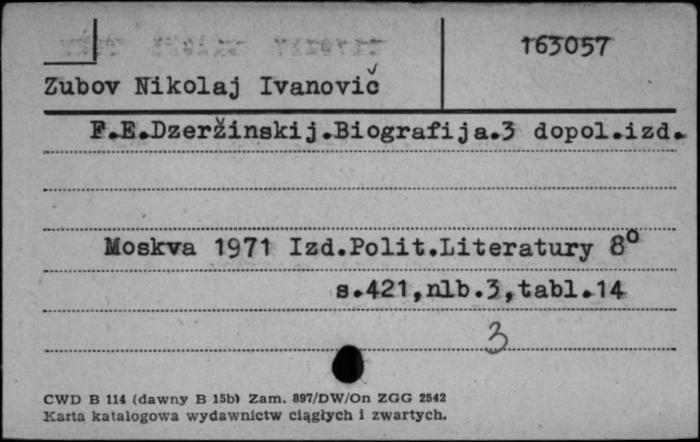 163057
Zubov Nikolaj Ivanovič
F.E.Dzeržinskij.Biografija.3 dopol.izd.
Moskva 1971 Izd.Polit.Literatury 8°
s.421,nlb.3,tabl.14
3
CWD B 114 (dawny B 15b) Zam. 897/DW/On ZGG 2542
Karta katalogowa wydawnictw ciągłych i zwartych.